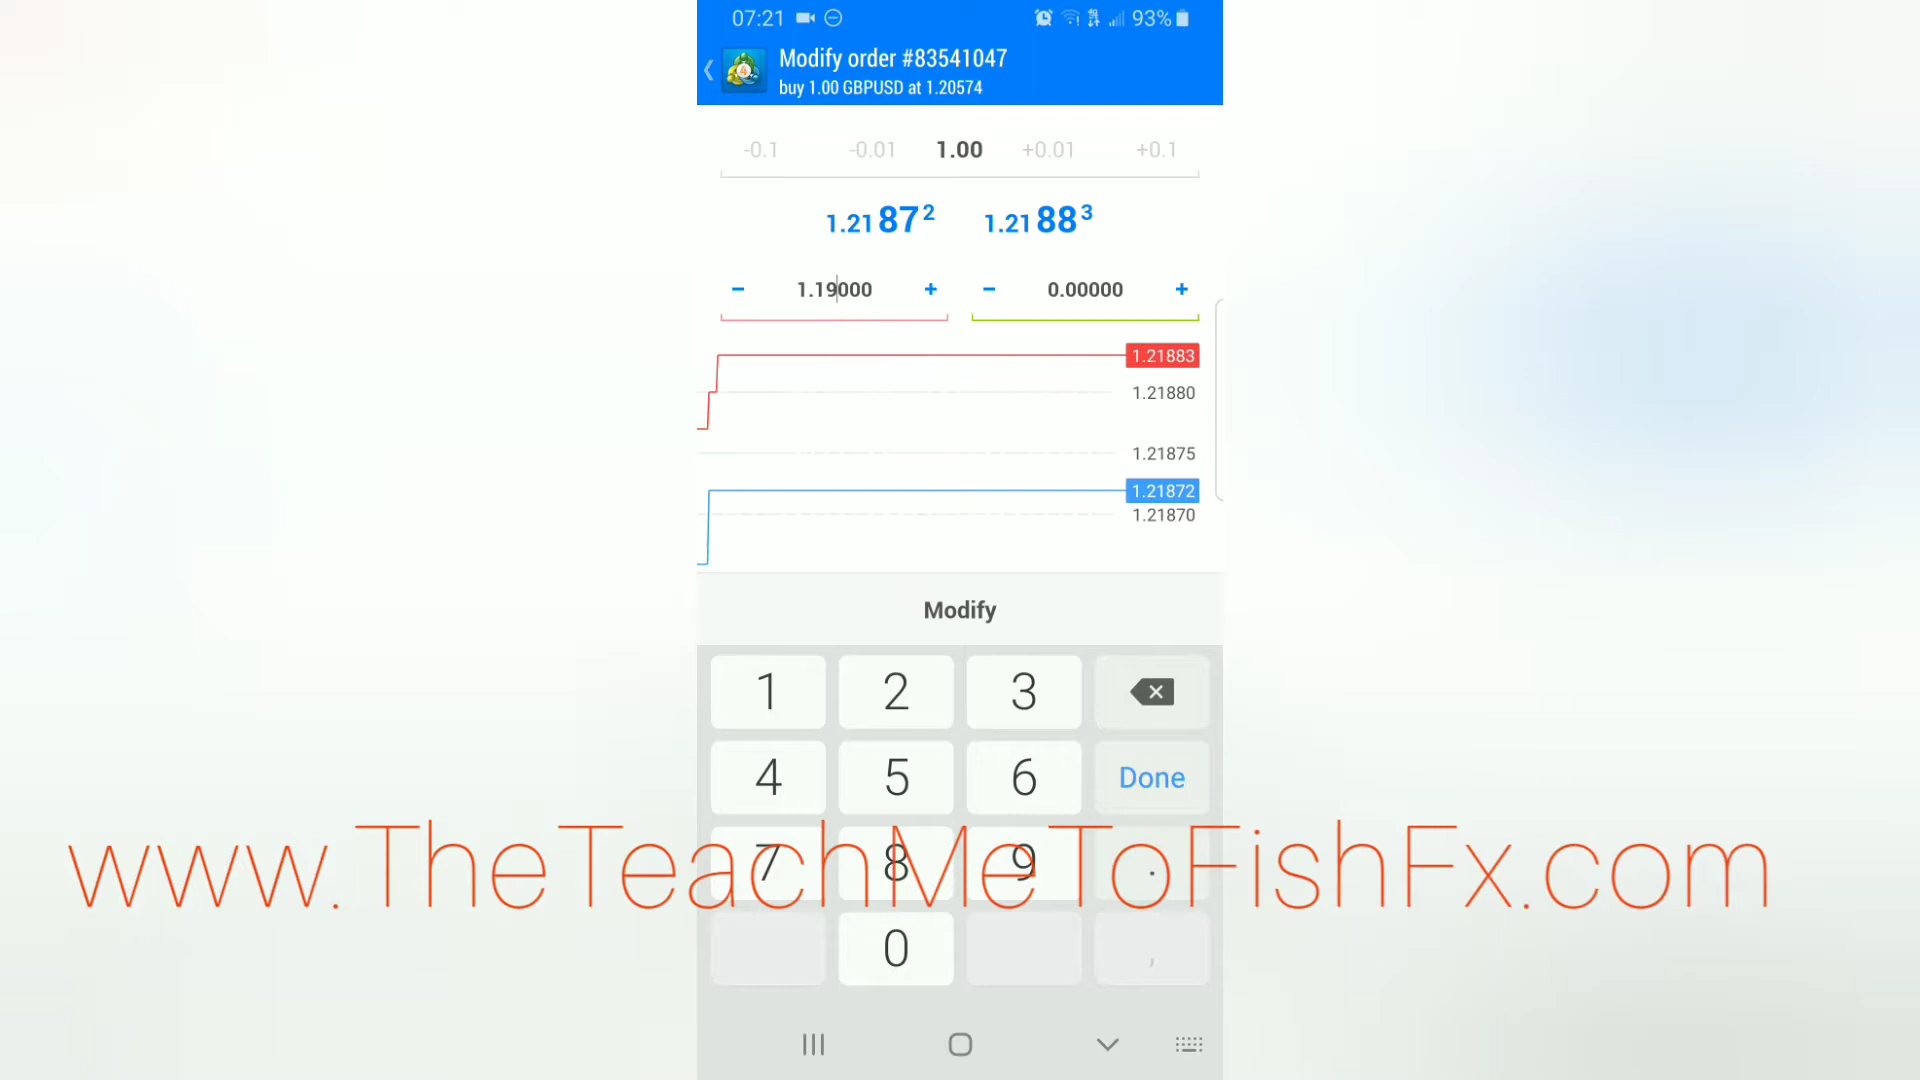 07:21 93%
Modify order #83541047
buy 1.00 GBPUSD at 1.20574
-0.1 -0.01 1.00 +0.01 +0.1
1.21872 1.21883
- 1.19000 + - 0.00000 +
1.21883
1.21880
1.21875
1.21872
1.21870
Modify
1 2 3
4 5 6 Done
7 8 9 .
www.TheTeachMeToFishFx.com
0 ,